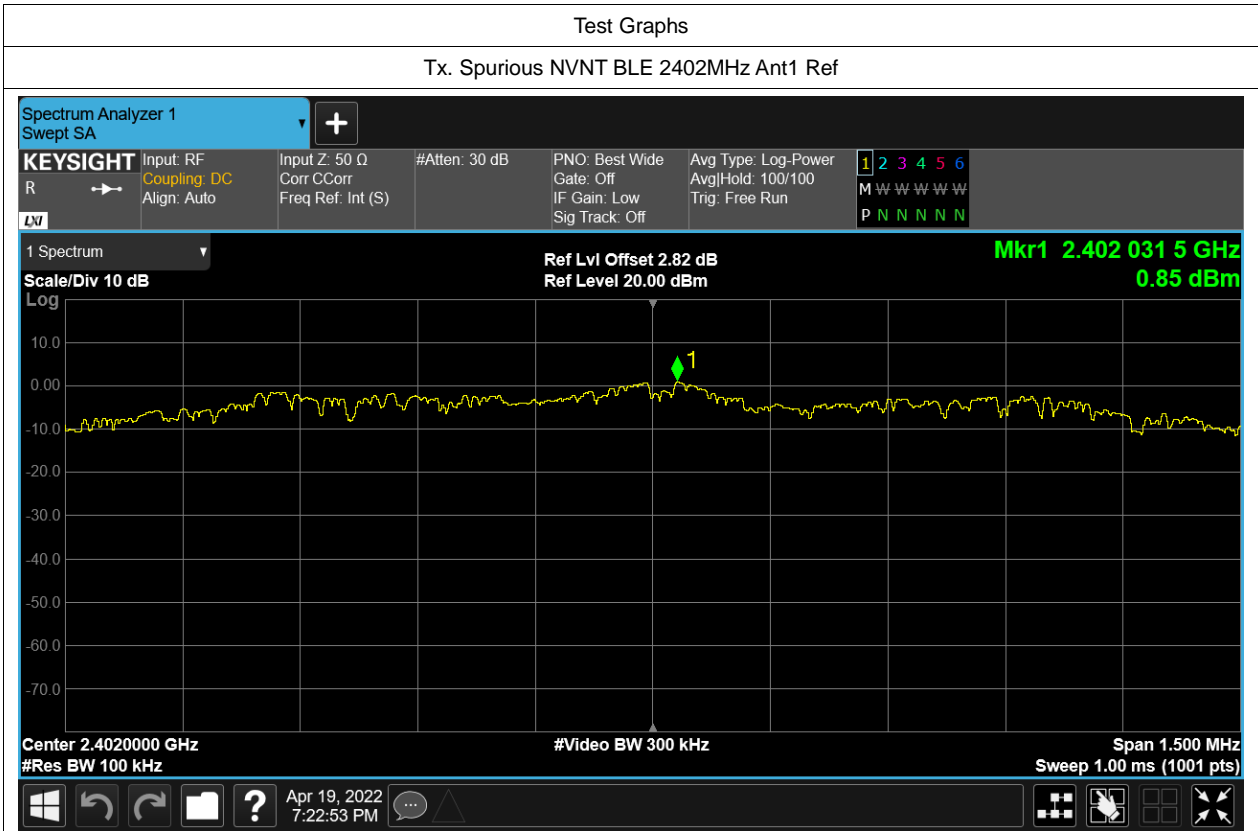 Test Graphs
Tx. Spurious NVNT BLE 2402MHz Ant1 Ref
Spectrum Analyzer 1
Swept SA
KEYSIGHT
R
LXI
Input: RF
Coupling: DC
Align: Auto
Input Z: 50 Ω
Corr CCorr
Freq Ref: Int (S)
#Atten: 30 dB
PNO: Best Wide
Gate: Off
IF Gain: Low
Sig Track: Off
Avg Type: Log-Power
Avg|Hold: 100/100
Trig: Free Run
1 2 3 4 5 6
M W W W W W
P N N N N N
1 Spectrum
Scale/Div 10 dB
Log
Ref Lvl Offset 2.82 dB
Ref Level 20.00 dBm
Mkr1 2.402 031 5 GHz
0.85 dBm
10.0
0.00
-10.0
-20.0
-30.0
-40.0
-50.0
-60.0
-70.0
1
Center 2.4020000 GHz
#Res BW 100 kHz
#Video BW 300 kHz
Span 1.500 MHz
Sweep 1.00 ms (1001 pts)
?
Apr 19, 2022
7:22:53 PM